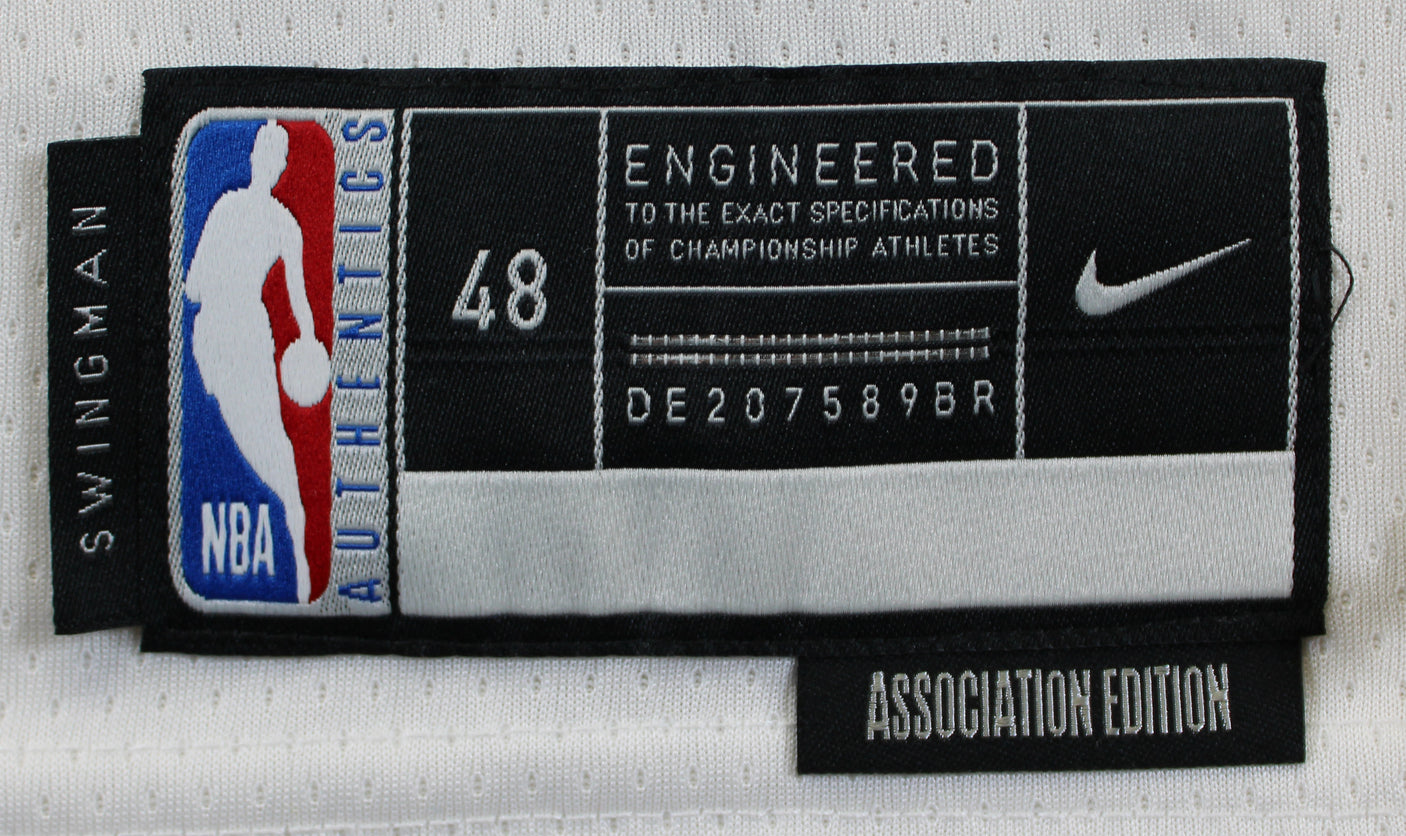 SWINGMAN
NBA
AUTHENTICS
48
ENGINEERED
TO THE EXACT SPECIFICATIONS
OF CHAMPIONSHIP ATHLETES
DE207589BR
ASSOCIATION EDITION